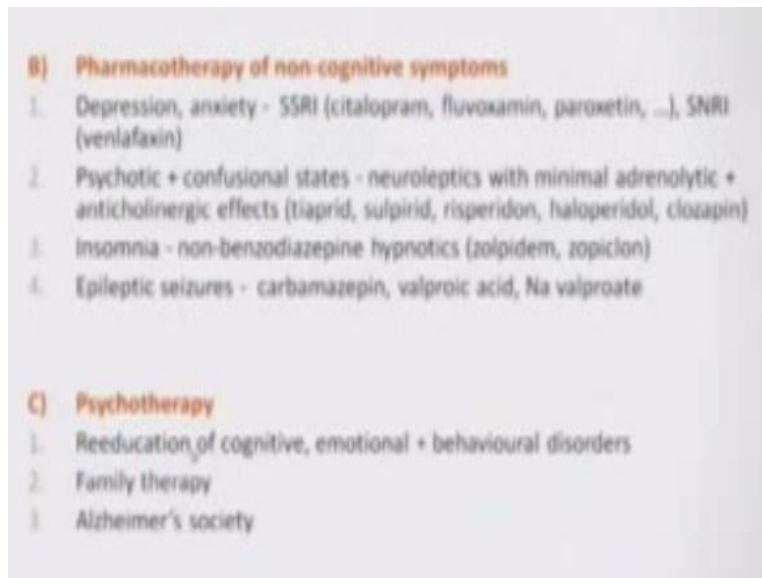 B) Pharmacotherapy of non-cognitive symptoms
1. Depression, anxiety - SSRI (citalopram, fluvoxamin, paroxetin, ...), SNRI
(venlafaxin)
2. Psychotic + confusional states - neuroleptics with minimal adrenolytic +
anticholinergic effects (tiaprid, sulpirid, risperidon, haloperidol, clozapin)
3. Insomnia - non-benzodiazepine hypnotics (zolpidem, zopiclon)
4. Epileptic seizures - carbamazepin, valproic acid, Na valproate
C) Psychotherapy
1. Reeducation of cognitive, emotional + behavioural disorders
2. Family therapy
3. Alzheimer's society